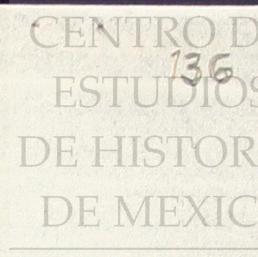 CENTRO D
136
ESTUDIOS
DE HISTOR
DE MEXIC